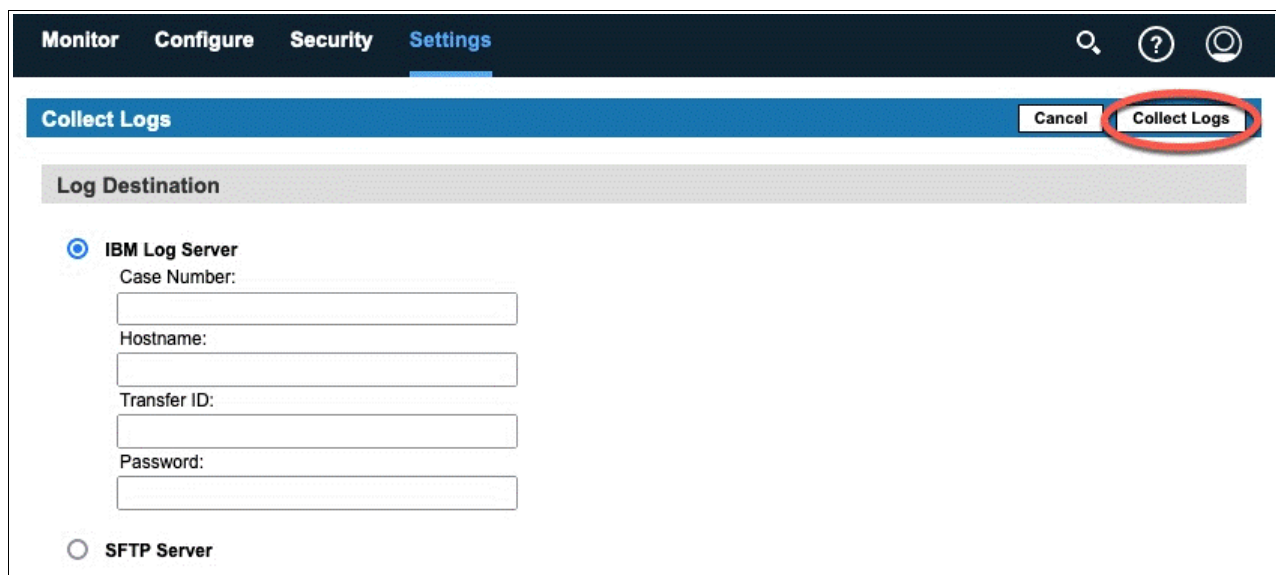 Monitor Configure Security Settings ?
Collect Logs Cancel Collect Logs
Log Destination
IBM Log Server
Case Number:
Hostname:
Transfer ID:
Password:
SFTP Server